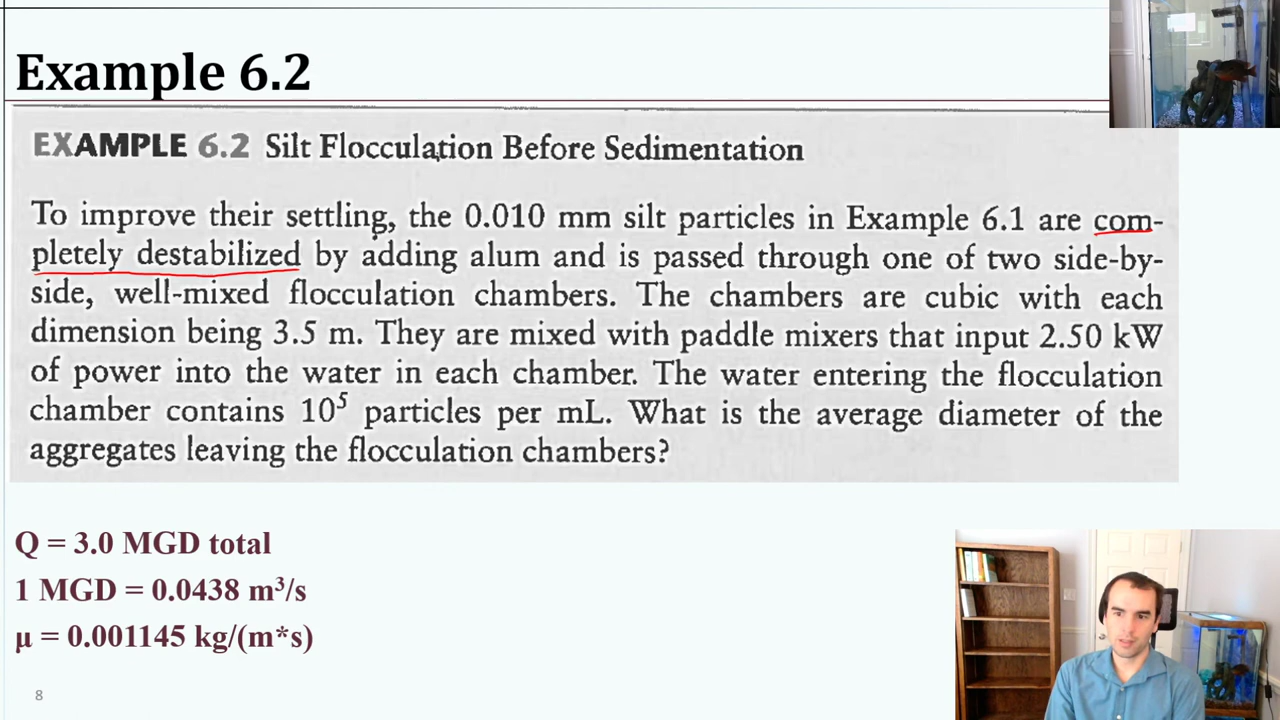 Example 6.2
EXAMPLE 6.2 Silt Flocculation Before Sedimentation
To improve their settling, the 0.010 mm silt particles in Example 6.1 are com-
pletely destabilized by adding alum and is passed through one of two side-by-
side, well-mixed flocculation chambers. The chambers are cubic with each
dimension being 3.5 m. They are mixed with paddle mixers that input 2.50 kW
of power into the water in each chamber. The water entering the flocculation
chamber contains 10⁵ particles per mL. What is the average diameter of the
aggregates leaving the flocculation chambers?
Q = 3.0 MGD total
1 MGD = 0.0438 m³/s
μ = 0.001145 kg/(m*s)
8